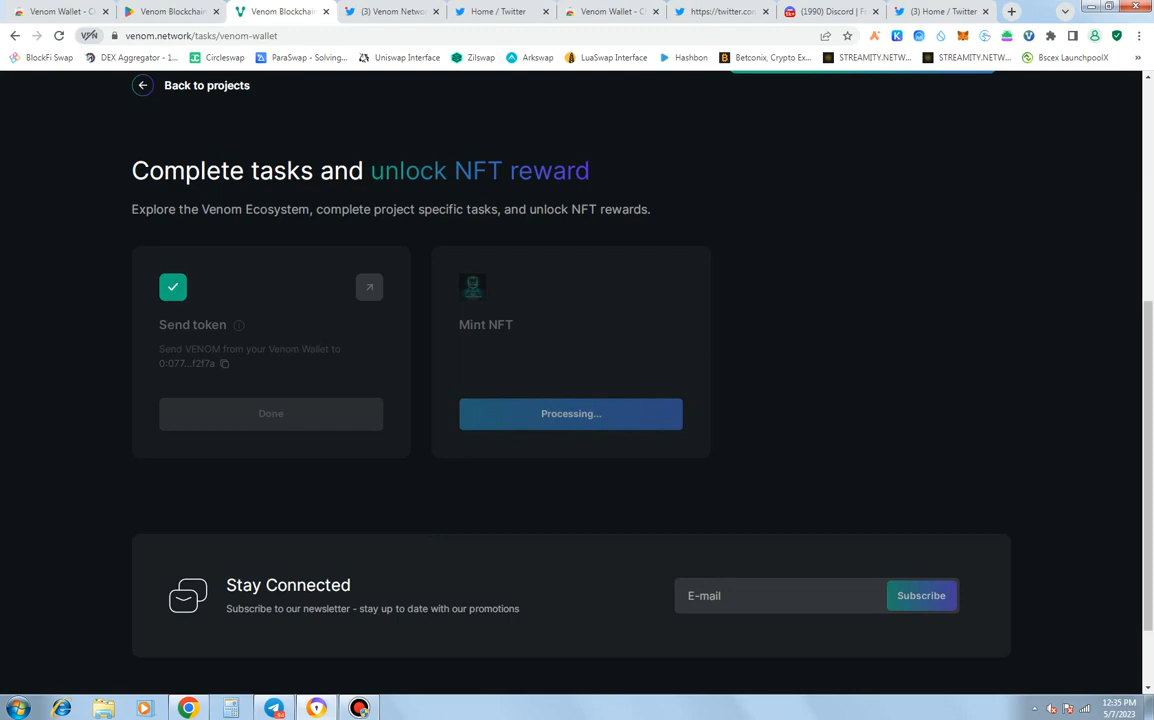 Venom Wallet - C
Venom Blockchain
Venom Blockchain
(3) Venom Netwo
Home / Twitter
Venom Wallet - C
https://twitter.co
(1990) Discord | F
(3) Home / Twitter
venom.network/tasks/venom-wallet
BlockFi Swap
DEX Aggregator - 1...
Circleswap
ParaSwap - Solving...
Uniswap Interface
Zilswap
Arkswap
LuaSwap Interface
Hashbon
Betconix, Crypto Ex...
STREAMITY.NETW...
STREAMITY.NETW...
Bscex LaunchpoolX
»
Back to projects
Complete tasks and unlock NFT reward
Explore the Venom Ecosystem, complete project specific tasks, and unlock NFT rewards.
Send token
Send VENOM from your Venom Wallet to
0:077...f2f7a
Done
Mint NFT
Processing...
Stay Connected
Subscribe to our newsletter - stay up to date with our promotions
E-mail
Subscribe
12:35 PM
5/7/2023